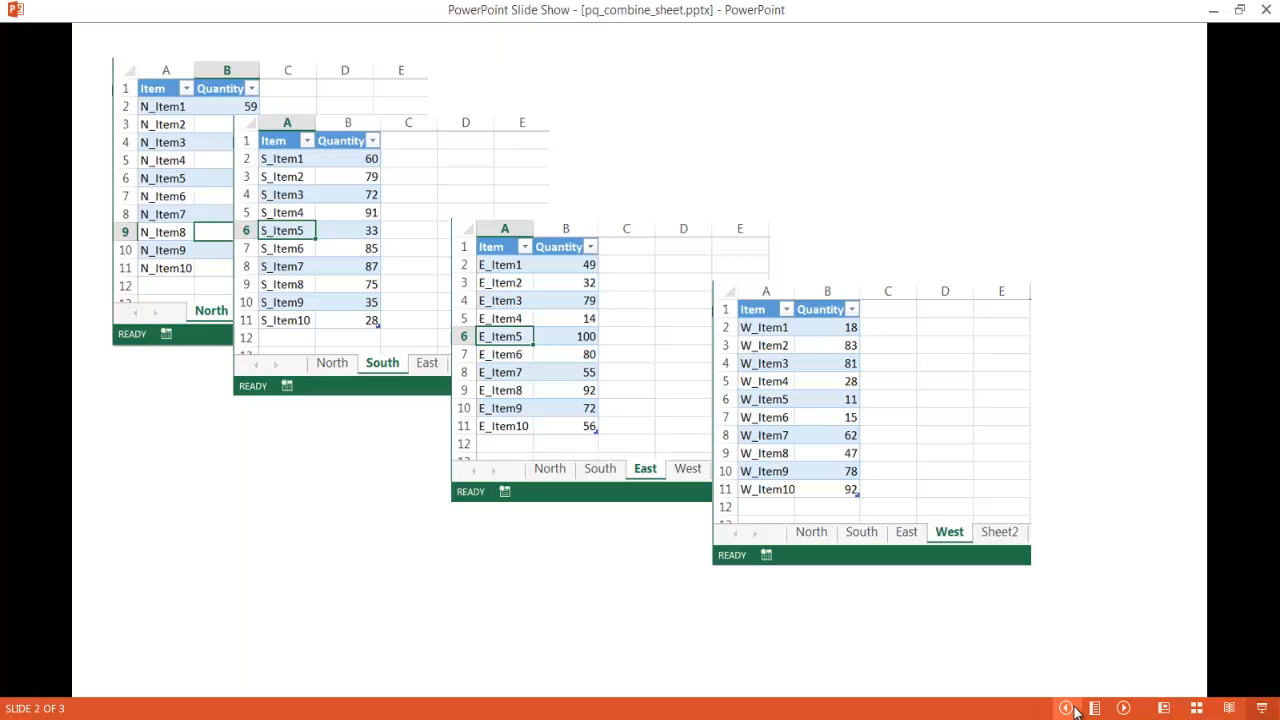 PowerPoint Slide Show - [pq_combine_sheet.pptx] - PowerPoint
A B C D E
1 Item Quantity
2 N_Item1 59
3 N_Item2
4 N_Item3
5 N_Item4
6 N_Item5
7 N_Item6
8 N_Item7
9 N_Item8
10 N_Item9
11 N_Item10
12
North
READY
A B C D E
1 Item Quantity
2 S_Item1 60
3 S_Item2 79
4 S_Item3 72
5 S_Item4 91
6 S_Item5 33
7 S_Item6 85
8 S_Item7 87
9 S_Item8 75
10 S_Item9 35
11 S_Item10 28
12
North South East
READY
A B C D E
1 Item Quantity
2 E_Item1 49
3 E_Item2 32
4 E_Item3 79
5 E_Item4 14
6 E_Item5 100
7 E_Item6 80
8 E_Item7 55
9 E_Item8 92
10 E_Item9 72
11 E_Item10 56
12
North South East West
READY
A B C D E
1 Item Quantity
2 W_Item1 18
3 W_Item2 83
4 W_Item3 81
5 W_Item4 28
6 W_Item5 11
7 W_Item6 15
8 W_Item7 62
9 W_Item8 47
10 W_Item9 78
11 W_Item10 92
12
North South East West Sheet2
READY
SLIDE 2 OF 3